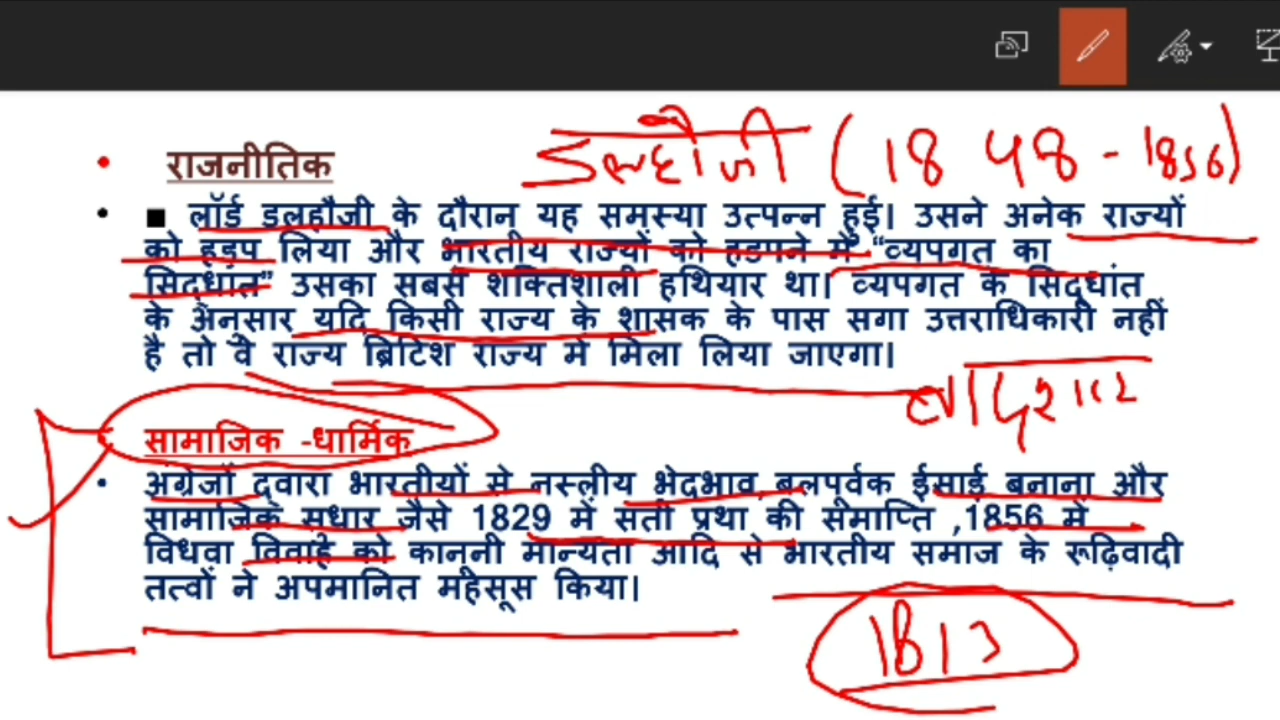 डलहौजी (1848-1856)
राजनीतिक
लॉर्ड डलहौजी के दौरान यह समस्या उत्पन्न हुई। उसने अनेक राज्यों
को हड़प लिया और भारतीय राज्यों को हडपने में “व्यपगत का
सिद्धांत” उसका सबसे शक्तिशाली हथियार था। व्यपगत के सिद्धांत
के अनुसार यदि किसी राज्य के शासक के पास सगा उत्तराधिकारी नहीं
है तो वे राज्य ब्रिटिश राज्य में मिला लिया जाएगा।
सामाजिक -धार्मिक
अंग्रेजों द्वारा भारतीयों से नस्लीय भेदभाव, बलपूर्वक ईसाई बनाना और
सामाजिक सुधार जैसे 1829 में सती प्रथा की समाप्ति ,1856 में
विधवा विवाह को कानूनी मान्यता आदि से भारतीय समाज के रूढ़िवादी
तत्वों ने अपमानित महसूस किया।
1813